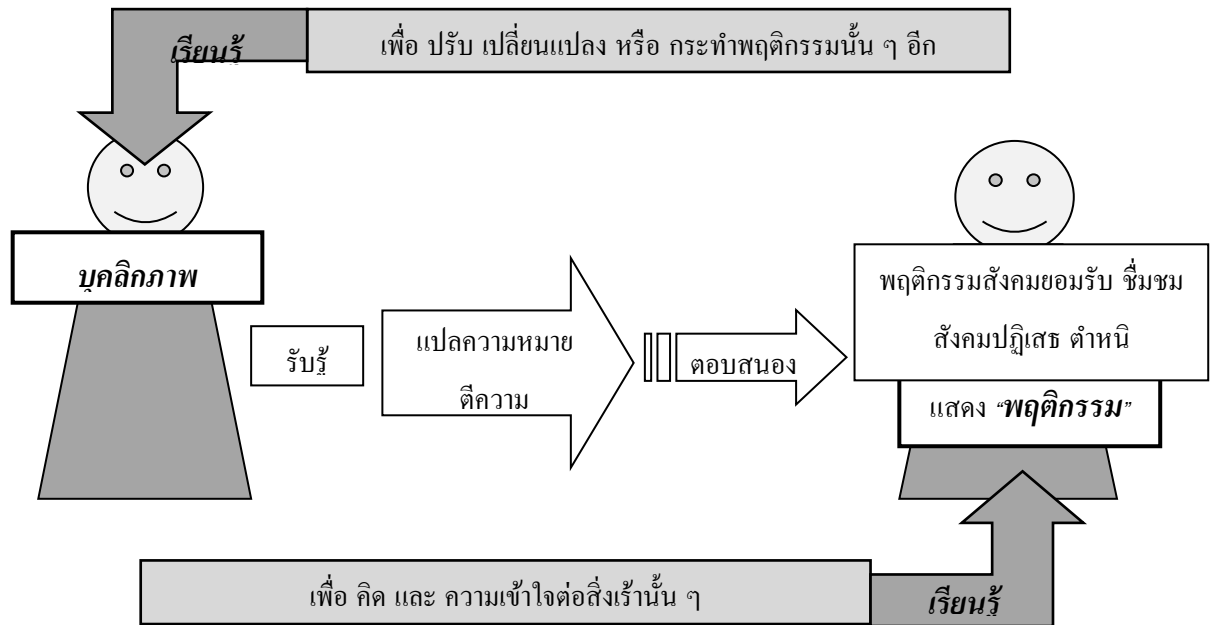 เรียนรู้
เพื่อ ปรับ เปลี่ยนแปลง หรือ กระทำพฤติกรรมนั้น ๆ อีก
บุคลิกภาพ
รับรู้
แปลความหมาย
ตีความ
ตอบสนอง
พฤติกรรมสังคมยอมรับ ชื่มชม
สังคมปฏิเสธ ตำหนิ
แสดง “พฤติกรรม”
เพื่อ คิด และ ความเข้าใจต่อสิ่งเร้านั้น ๆ
เรียนรู้